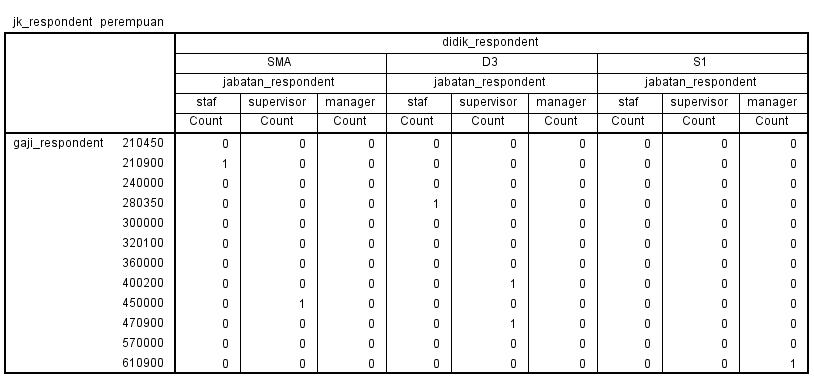 jk_respondent perempuan
didik_respondent
SMA D3 S1
jabatan_respondent jabatan_respondent jabatan_respondent
staf supervisor manager staf supervisor manager staf supervisor manager
Count Count Count Count Count Count Count Count Count
gaji_respondent 210450 0 0 0 0 0 0 0 0 0
210900 1 0 0 0 0 0 0 0 0
240000 0 0 0 0 0 0 0 0 0
280350 0 0 0 1 0 0 0 0 0
300000 0 0 0 0 0 0 0 0 0
320100 0 0 0 0 0 0 0 0 0
360000 0 0 0 0 0 0 0 0 0
400200 0 0 0 0 1 0 0 0 0
450000 0 1 0 0 0 0 0 0 0
470900 0 0 0 0 1 0 0 0 0
570000 0 0 0 0 0 0 0 0 0
610900 0 0 0 0 0 0 0 0 1